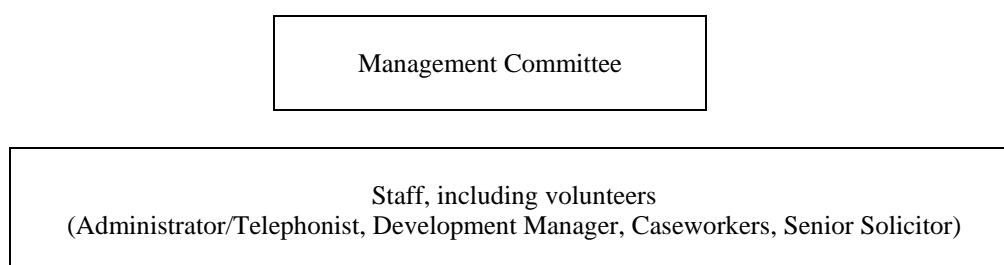 Management Committee
Staff, including volunteers
(Administrator/Telephonist, Development Manager, Caseworkers, Senior Solicitor)